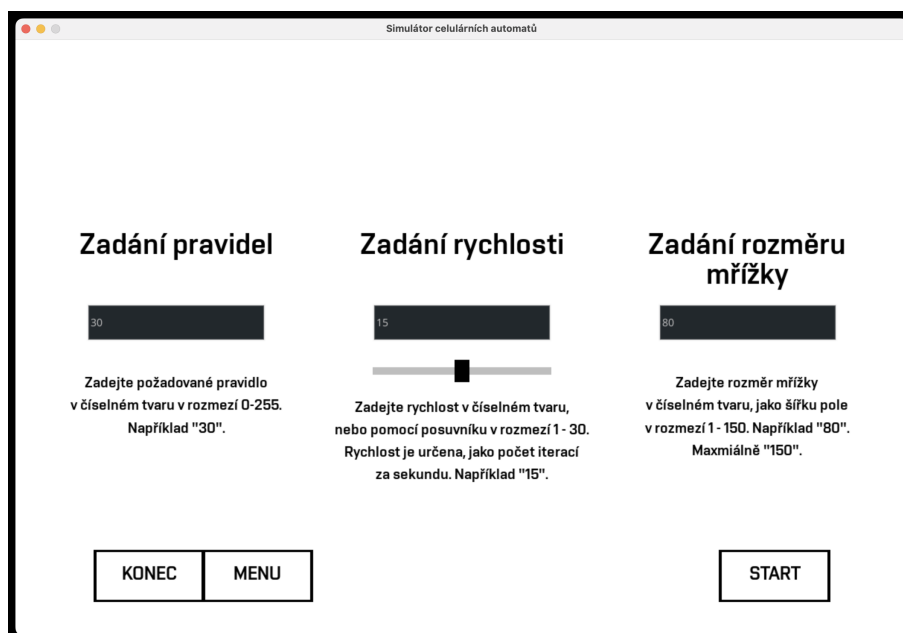 Simulátor celulárních automatů
Zadání pravidel
30
Zadejte požadované pravidlo
v číselném tvaru v rozmezí 0-255.
Například "30".
Zadání rychlosti
15
Zadejte rychlost v číselném tvaru,
nebo pomocí posuvníku v rozmezí 1 - 30.
Rychlost je určena, jako počet iterací
za sekundu. Například "15".
Zadání rozměru
mřížky
80
Zadejte rozměr mřížky
v číselném tvaru, jako šířku pole
v rozmezí 1 - 150. Například "80".
Maxmiálně "150".
KONEC
MENU
START